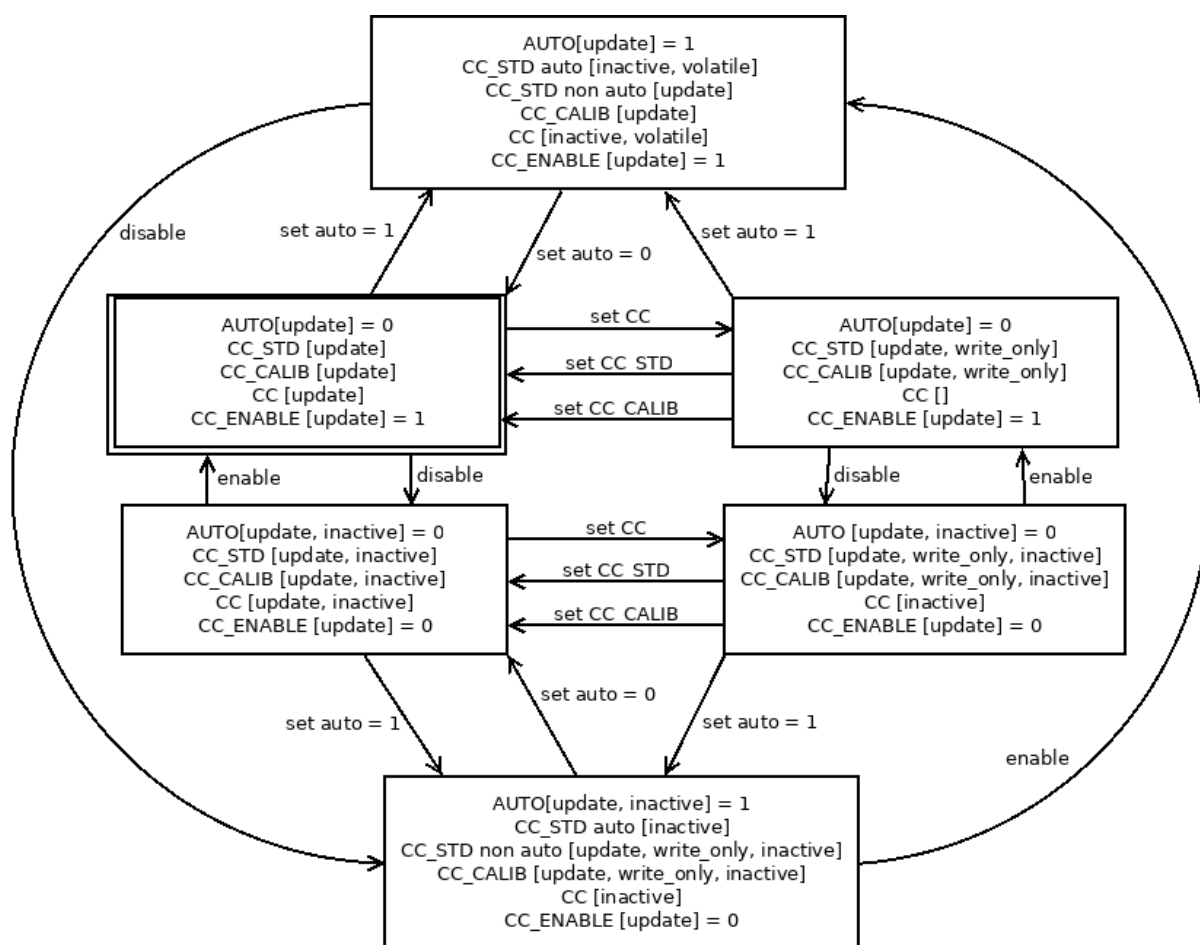 AUTO[update] = 1
CC_STD auto [inactive, volatile]
CC_STD non auto [update]
CC_CALIB [update]
CC [inactive, volatile]
CC_ENABLE [update] = 1
disable
set auto = 1
set auto = 0
set auto = 1
AUTO[update] = 0
CC_STD [update]
CC_CALIB [update]
CC [update]
CC_ENABLE [update] = 1
set CC
set CC_STD
set CC_CALIB
AUTO[update] = 0
CC_STD [update, write_only]
CC_CALIB [update, write_only]
CC []
CC_ENABLE [update] = 1
enable
disable
disable
enable
AUTO[update, inactive] = 0
CC_STD [update, inactive]
CC_CALIB [update, inactive]
CC [update, inactive]
CC_ENABLE [update] = 0
set CC
set CC_STD
set CC_CALIB
AUTO [update, inactive] = 0
CC_STD [update, write_only, inactive]
CC_CALIB [update, write_only, inactive]
CC [inactive]
CC_ENABLE [update] = 0
set auto = 1
set auto = 0
set auto = 1
enable
AUTO[update, inactive] = 1
CC_STD auto [inactive]
CC_STD non auto [update, write_only, inactive]
CC_CALIB [update, write_only, inactive]
CC [inactive]
CC_ENABLE [update] = 0